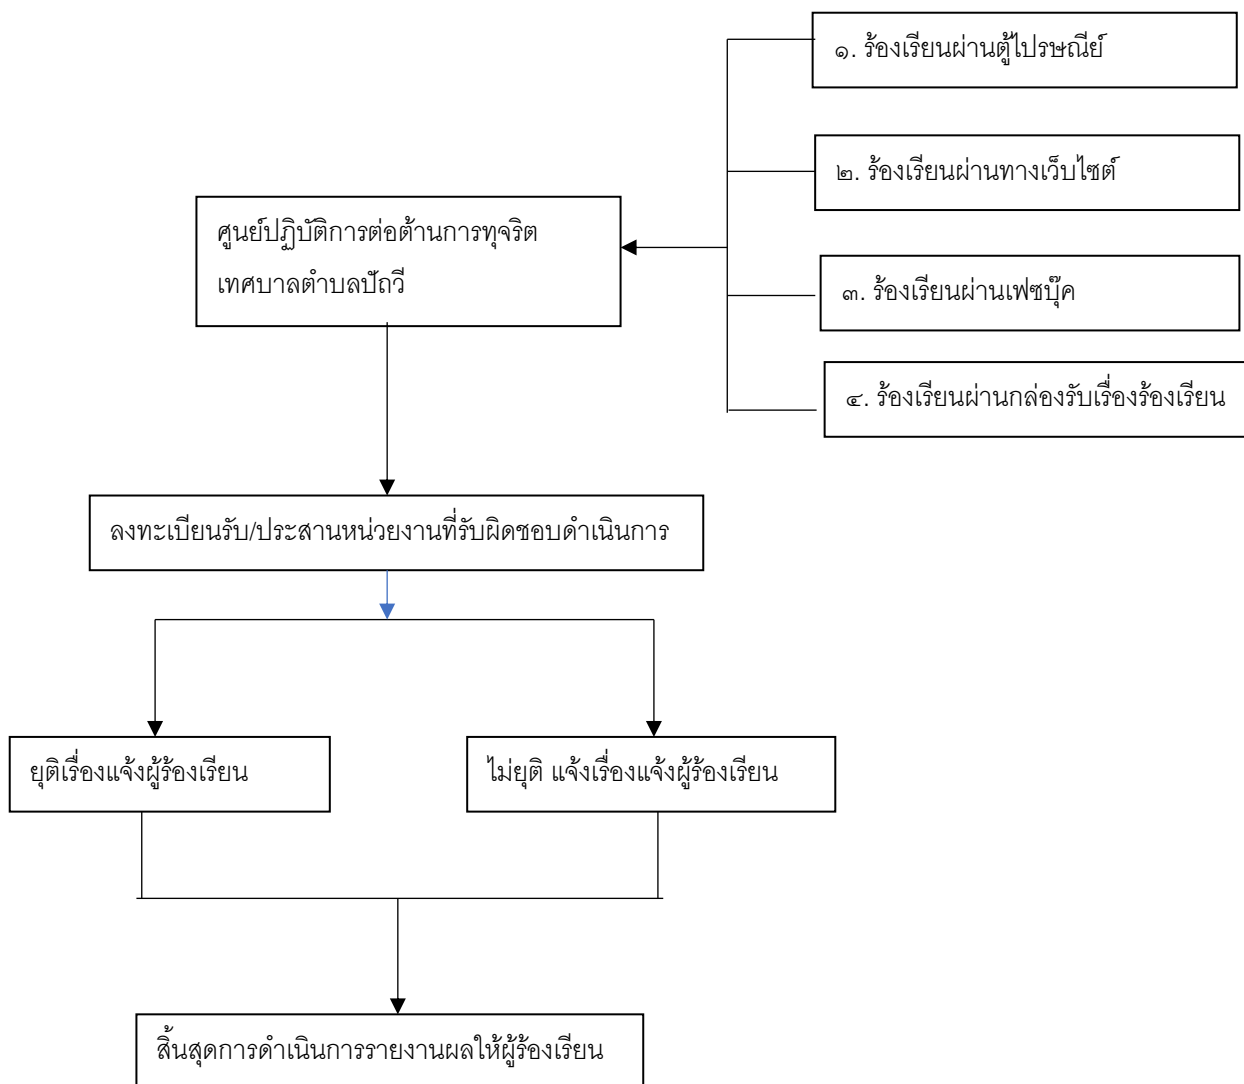 ๑. ร้องเรียนผ่านตู้ไปรษณีย์
๒. ร้องเรียนผ่านทางเว็บไซต์
ศูนย์ปฏิบัติการต่อต้านการทุจริต
เทศบาลตำบลปัถวี
๓. ร้องเรียนผ่านเฟซบุ๊ค
๔. ร้องเรียนผ่านกล่องรับเรื่องร้องเรียน
ลงทะเบียนรับ/ประสานหน่วยงานที่รับผิดชอบดำเนินการ
ยุติเรื่องแจ้งผู้ร้องเรียน
ไม่ยุติ แจ้งเรื่องแจ้งผู้ร้องเรียน
สิ้นสุดการดำเนินการรายงานผลให้ผู้ร้องเรียน